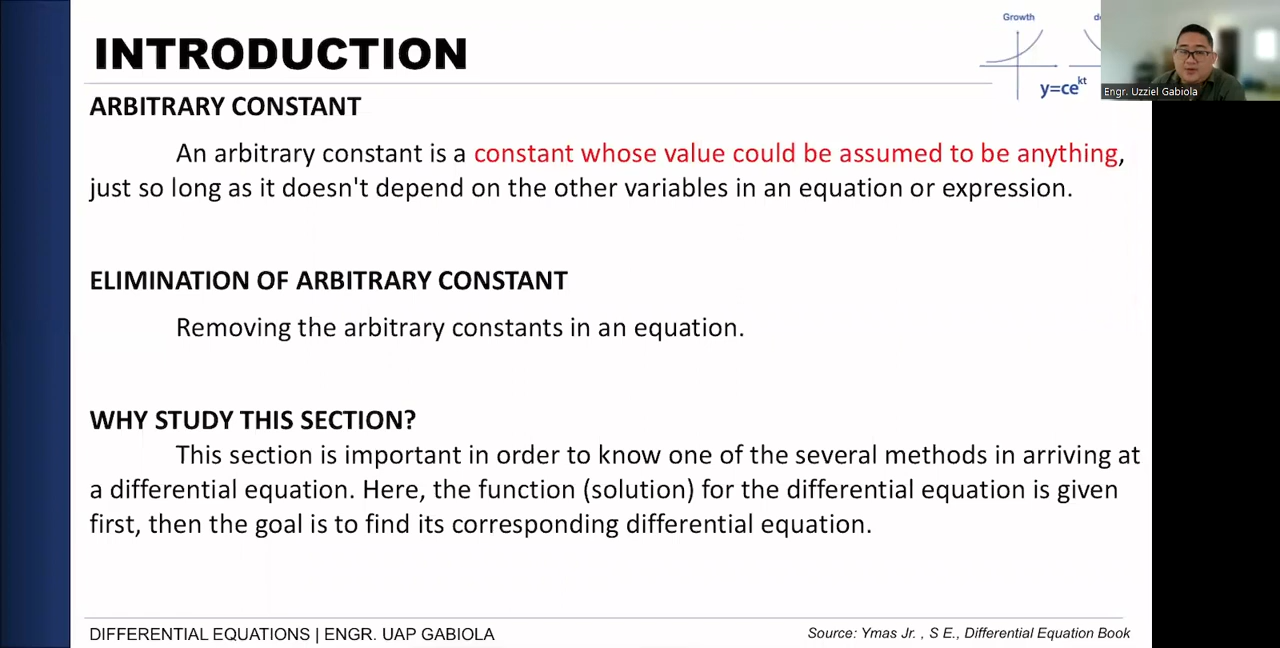 INTRODUCTION
Growth
y=ce^kt
Engr. Uzziel Gabiola
ARBITRARY CONSTANT
An arbitrary constant is a constant whose value could be assumed to be anything,
just so long as it doesn't depend on the other variables in an equation or expression.
ELIMINATION OF ARBITRARY CONSTANT
Removing the arbitrary constants in an equation.
WHY STUDY THIS SECTION?
This section is important in order to know one of the several methods in arriving at
a differential equation. Here, the function (solution) for the differential equation is given
first, then the goal is to find its corresponding differential equation.
DIFFERENTIAL EQUATIONS | ENGR. UAP GABIOLA
Source: Ymas Jr. , S E., Differential Equation Book